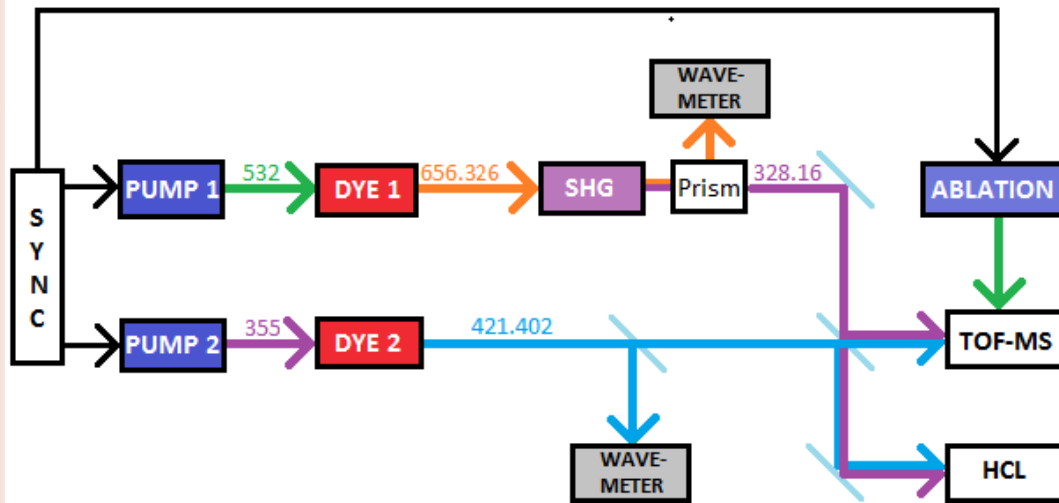 WAVE-
METER
PUMP 1
532
DYE 1
656.326
SHG
Prism
328.16
ABLATION
S
Y
N
C
PUMP 2
355
DYE 2
421.402
TOF-MS
WAVE-
METER
HCL